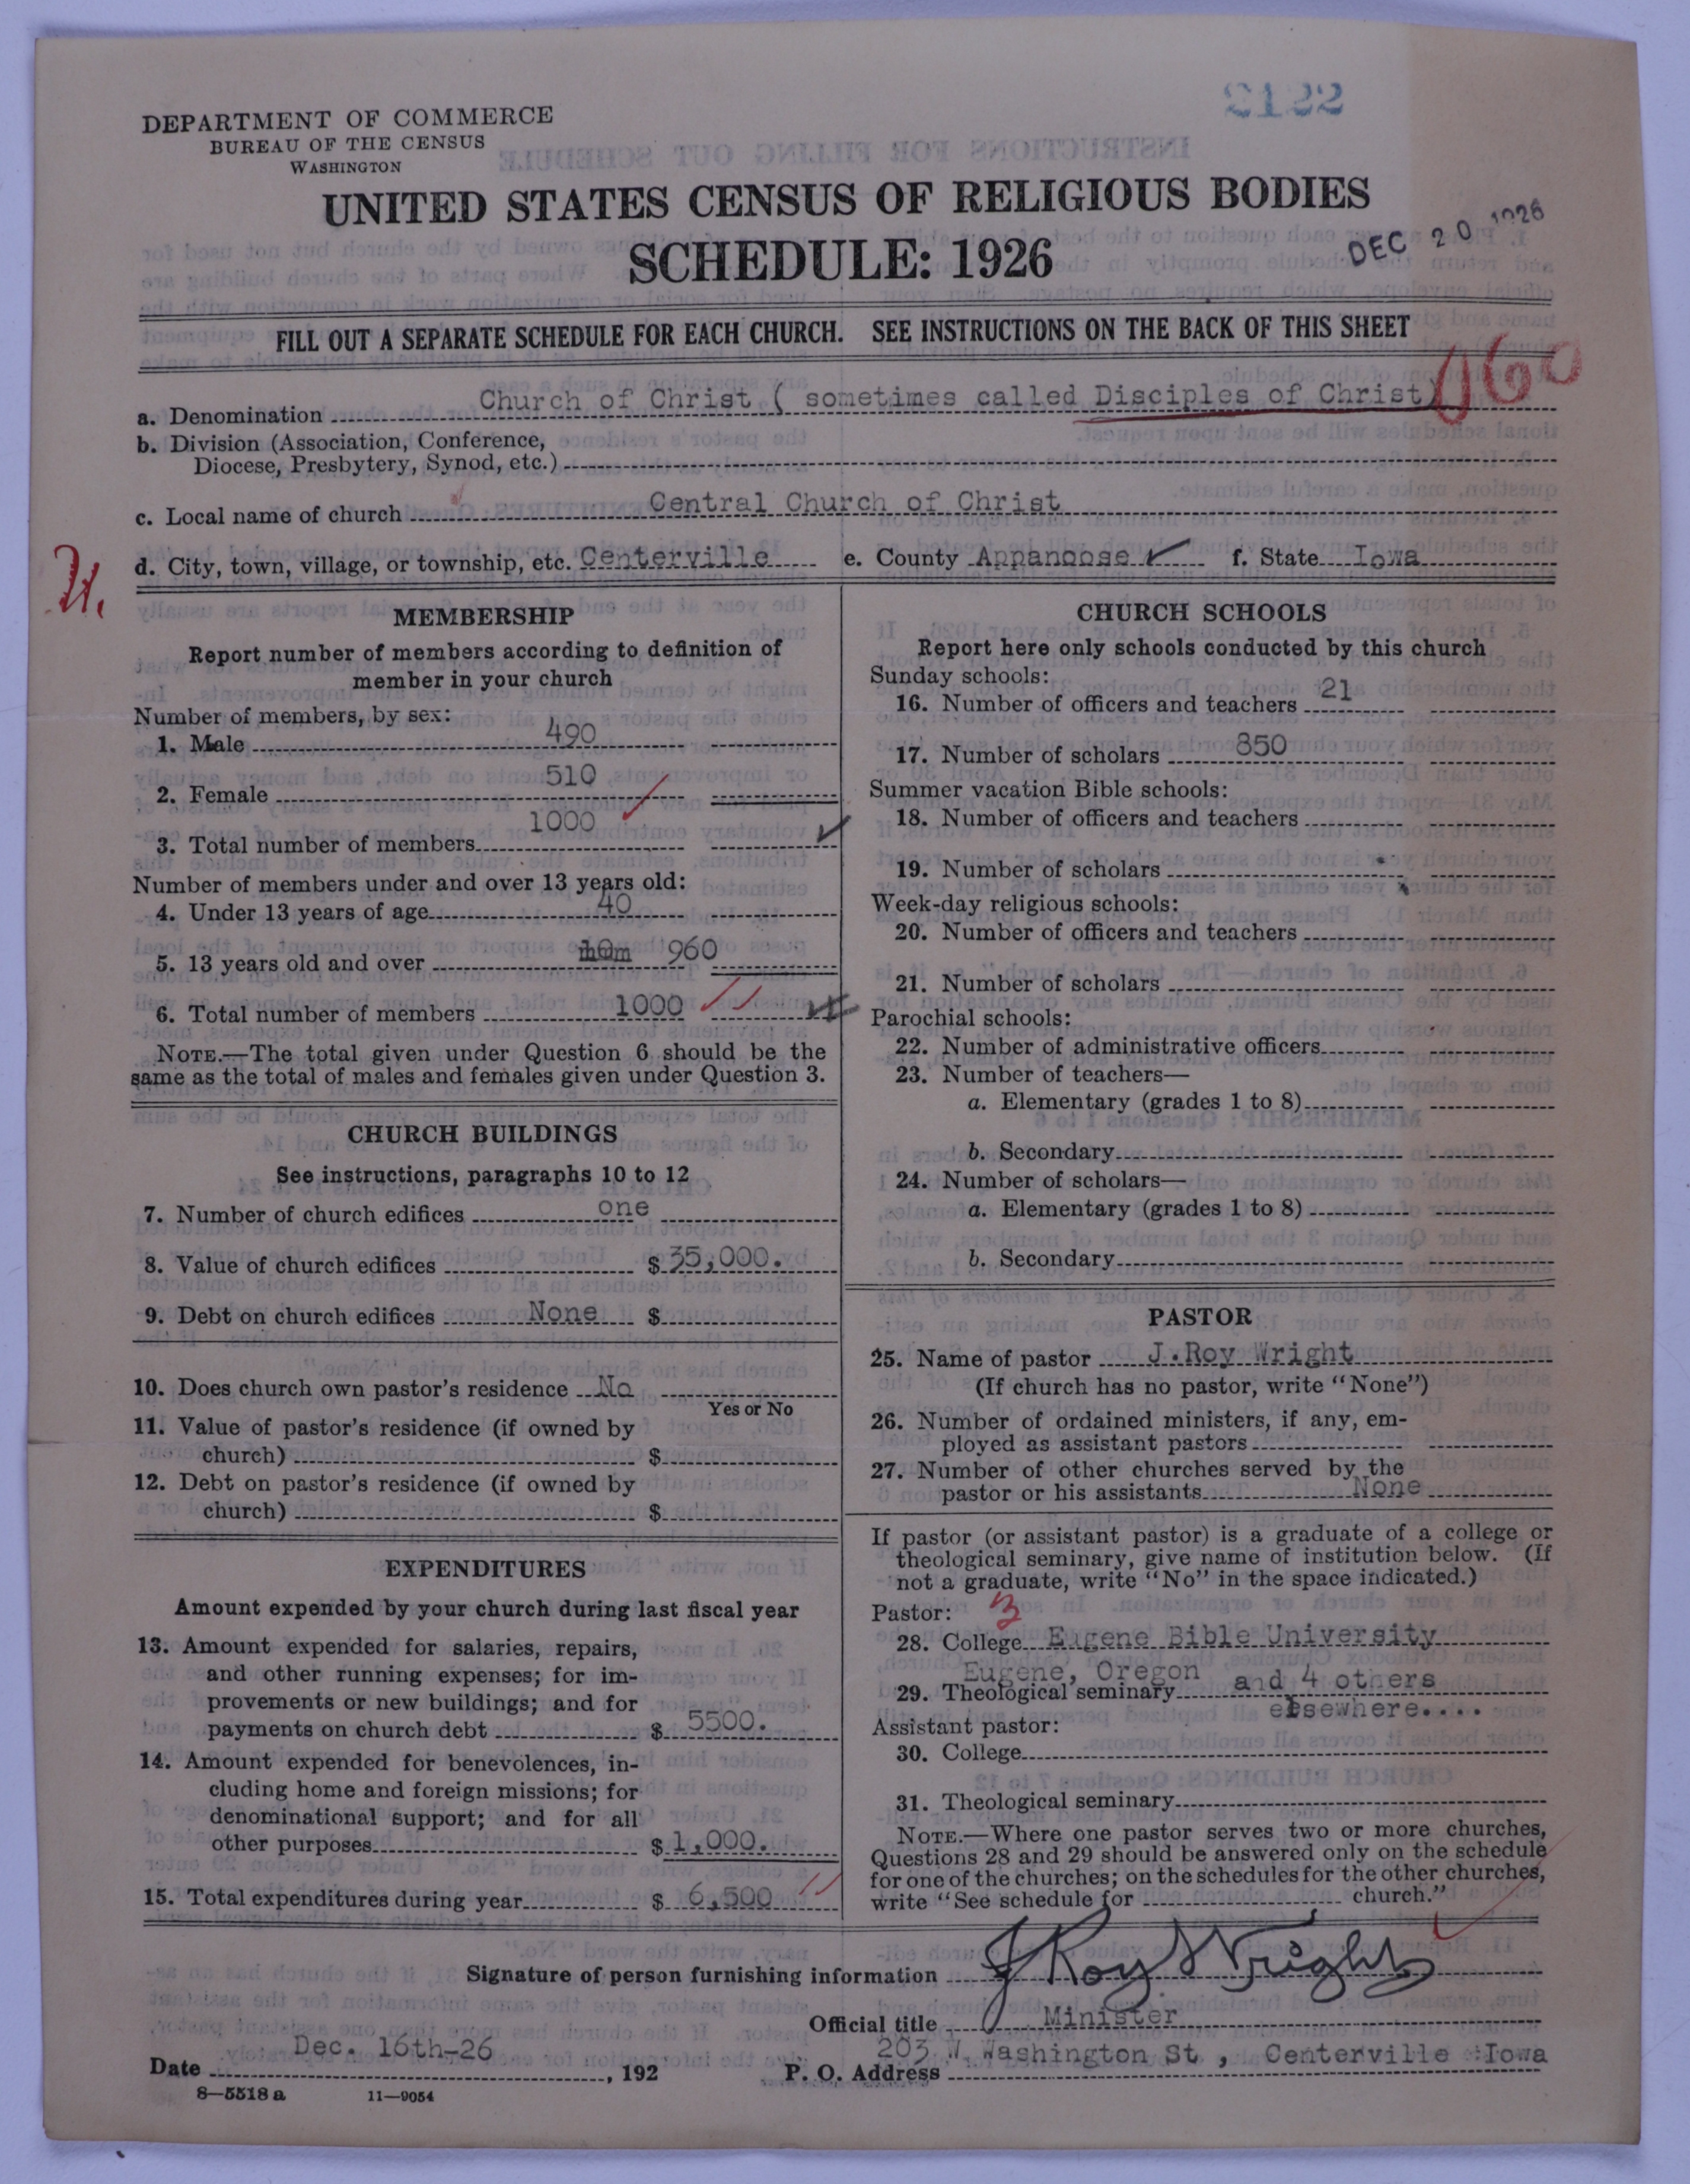 2122
DEPARTMENT OF COMMERCE
BUREAU OF THE CENSUS
WASHINGTON
UNITED STATES CENSUS OF RELIGIOUS BODIES
SCHEDULE: 1926
DEC 20 1926
FILL OUT A SEPARATE SCHEDULE FOR EACH CHURCH. SEE INSTRUCTIONS ON THE BACK OF THIS SHEET
a. Denomination Church of Christ ( sometimes called Disciples of Christ)
b. Division (Association, Conference,
Diocese, Presbytery, Synod, etc.)
c. Local name of church Central Church of Christ
d. City, town, village, or township, etc. Centerville e. County Appanoose f. State Iowa
MEMBERSHIP
Report number of members according to definition of
member in your church
Number of members, by sex:
1. Male 490
2. Female 510
3. Total number of members 1000
Number of members under and over 13 years old:
4. Under 13 years of age 40
5. 13 years old and over 960
6. Total number of members 1000
NOTE.—The total given under Question 6 should be the
same as the total of males and females given under Question 3.
CHURCH BUILDINGS
See instructions, paragraphs 10 to 12
7. Number of church edifices one
8. Value of church edifices $ 35,000.
9. Debt on church edifices None $
10. Does church own pastor's residence No
Yes or No
11. Value of pastor's residence (if owned by
church) $
12. Debt on pastor's residence (if owned by
church) $
EXPENDITURES
Amount expended by your church during last fiscal year
13. Amount expended for salaries, repairs,
and other running expenses; for im-
provements or new buildings; and for
payments on church debt $ 5500.
14. Amount expended for benevolences, in-
cluding home and foreign missions; for
denominational support; and for all
other purposes $ 1,000.
15. Total expenditures during year $ 6,500
CHURCH SCHOOLS
Report here only schools conducted by this church
Sunday schools:
16. Number of officers and teachers 21
17. Number of scholars 850
Summer vacation Bible schools:
18. Number of officers and teachers
19. Number of scholars
Week-day religious schools:
20. Number of officers and teachers
21. Number of scholars
Parochial schools:
22. Number of administrative officers
23. Number of teachers—
a. Elementary (grades 1 to 8)
b. Secondary
24. Number of scholars—
a. Elementary (grades 1 to 8)
b. Secondary
PASTOR
25. Name of pastor J.Roy Wright
(If church has no pastor, write "None")
26. Number of ordained ministers, if any, em-
ployed as assistant pastors
27. Number of other churches served by the
pastor or his assistants None
If pastor (or assistant pastor) is a graduate of a college or
theological seminary, give name of institution below. (If
not a graduate, write "No" in the space indicated.)
Pastor: 3
28. College Eugene Bible University
Eugene, Oregon and 4 others
29. Theological seminary
elsewhere....
Assistant pastor:
30. College
31. Theological seminary
NOTE.—Where one pastor serves two or more churches,
Questions 28 and 29 should be answered only on the schedule
for one of the churches; on the schedules for the other churches,
write "See schedule for church."
Signature of person furnishing information J Roy Wright
Official title Minister
Date Dec. 16th-26, 192
P. O. Address 203 W. Washington St , Centerville Iowa
8—5518 a 11—9054